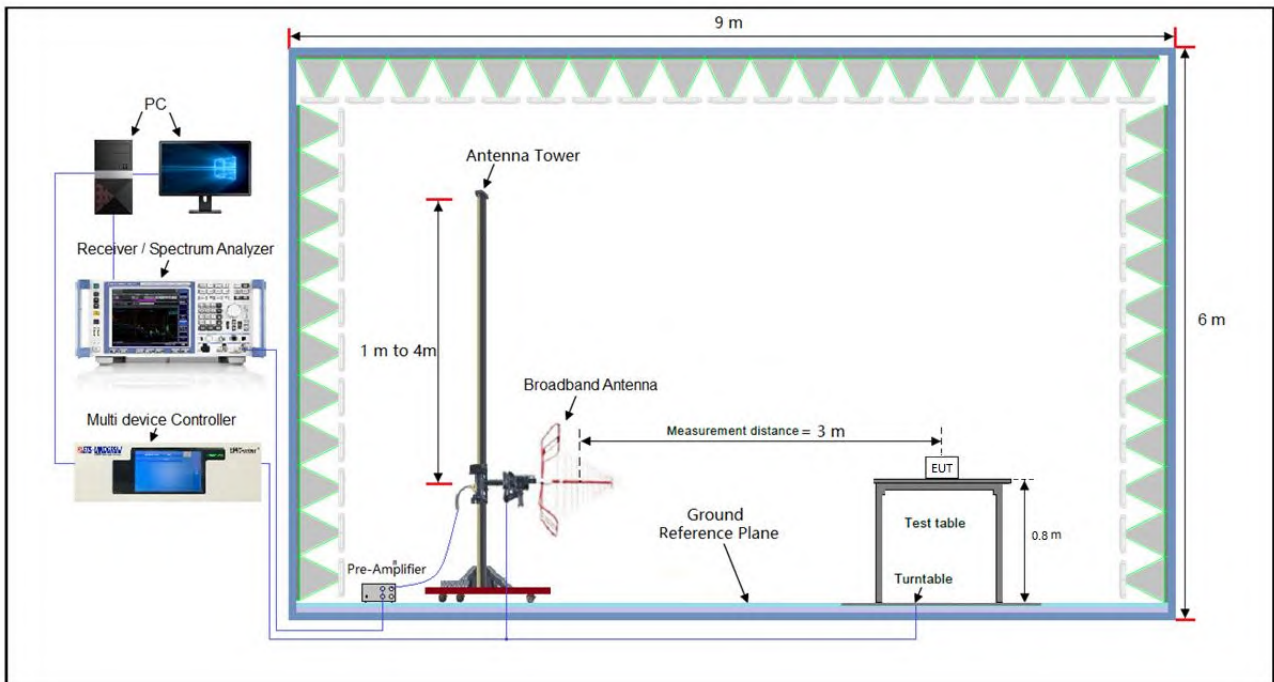 9 m
PC
Antenna Tower
Receiver / Spectrum Analyzer
6 m
1 m to 4m
Broadband Antenna
Multi device Controller
Measurement distance = 3 m
EUT
Ground
Reference Plane
Test table
0.8 m
Pre-Amplifier
Turntable